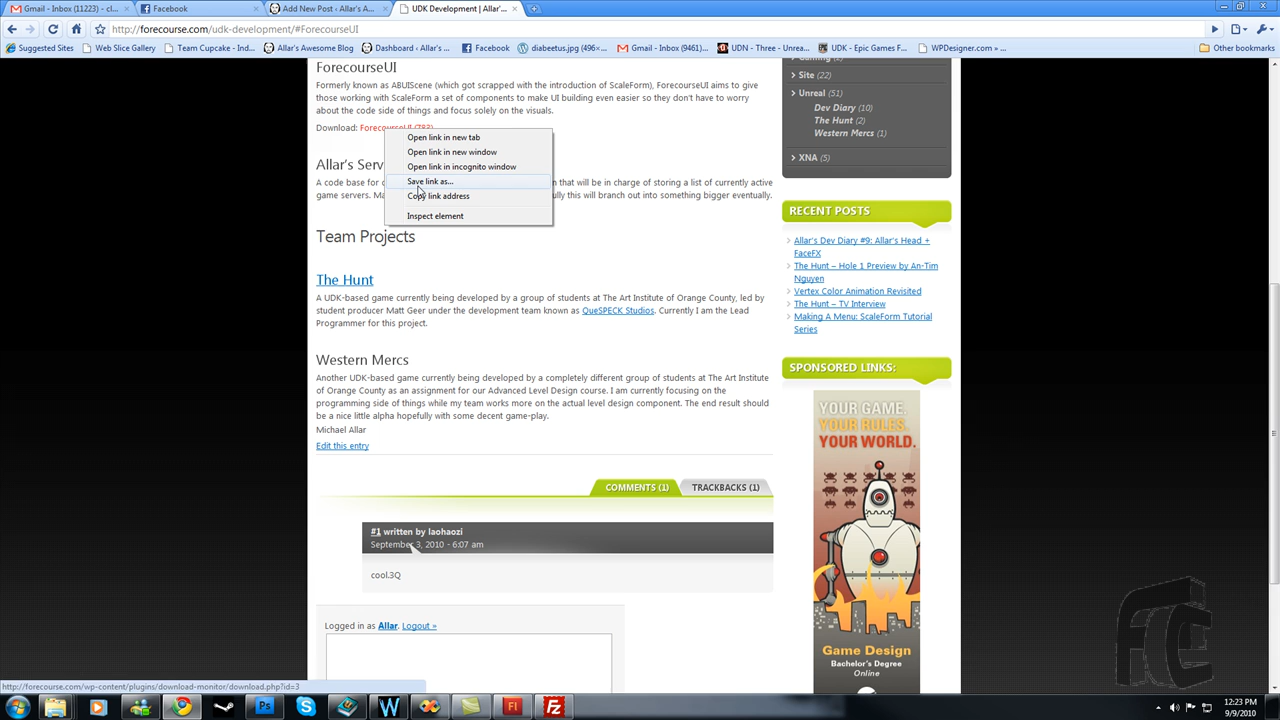 Gmail - Inbox (11223) - cl...
Facebook
Add New Post ‹ Allar's A...
UDK Development | Allar'...
http://forecourse.com/udk-development/#ForecourseUI
Suggested Sites
Web Slice Gallery
Team Cupcake - Ind...
Allar's Awesome Blog
Dashboard ‹ Allar's ...
Facebook
diabeetus.jpg (496×...
Gmail - Inbox (9461)...
UDN - Three - Unrea...
UDK - Epic Games F...
WPDesigner.com » ...
Other bookmarks
ForecourseUI
Formerly known as ABUIScene (which got scrapped with the introduction of ScaleForm), ForecourseUI aims to give
those working with ScaleForm a set of components to make UI building even easier so they don't have to worry
about the code side of things and focus solely on the visuals.
Download: ForecourseUI (783)
Open link in new tab
Open link in new window
Open link in incognito window
Save link as...
Copy link address
Inspect element
Allar's Serv
A code base for
n that will be in charge of storing a list of currently active
game servers. Ma
fully this will branch out into something bigger eventually.
Team Projects
The Hunt
A UDK-based game currently being developed by a group of students at The Art Institute of Orange County, led by
student producer Matt Geer under the development team known as QueSPECK Studios. Currently I am the Lead
Programmer for this project.
Western Mercs
Another UDK-based game currently being developed by a completely different group of students at The Art Institute
of Orange County as an assignment for our Advanced Level Design course. I am currently focusing on the
programming side of things while my team works more on the actual level design component. The end result should
be a nice little alpha hopefully with some decent game-play.
Michael Allar
Edit this entry
COMMENTS (1)
TRACKBACKS (1)
#1 written by laohaozi
September 3, 2010 - 6:07 am
cool.3Q
Logged in as Allar. Logout »
Site (22)
Unreal (51)
Dev Diary (10)
The Hunt (2)
Western Mercs (1)
XNA (5)
RECENT POSTS
Allar's Dev Diary #9: Allar's Head +
FaceFX
The Hunt – Hole 1 Preview by An-Tim
Nguyen
Vertex Color Animation Revisited
The Hunt – TV Interview
Making A Menu: ScaleForm Tutorial
Series
SPONSORED LINKS:
YOUR GAME.
YOUR RULES.
YOUR WORLD.
Game Design
Bachelor's Degree
Online
http://forecourse.com/wp-content/plugins/download-monitor/download.php?id=3
12:23 PM
9/9/2010